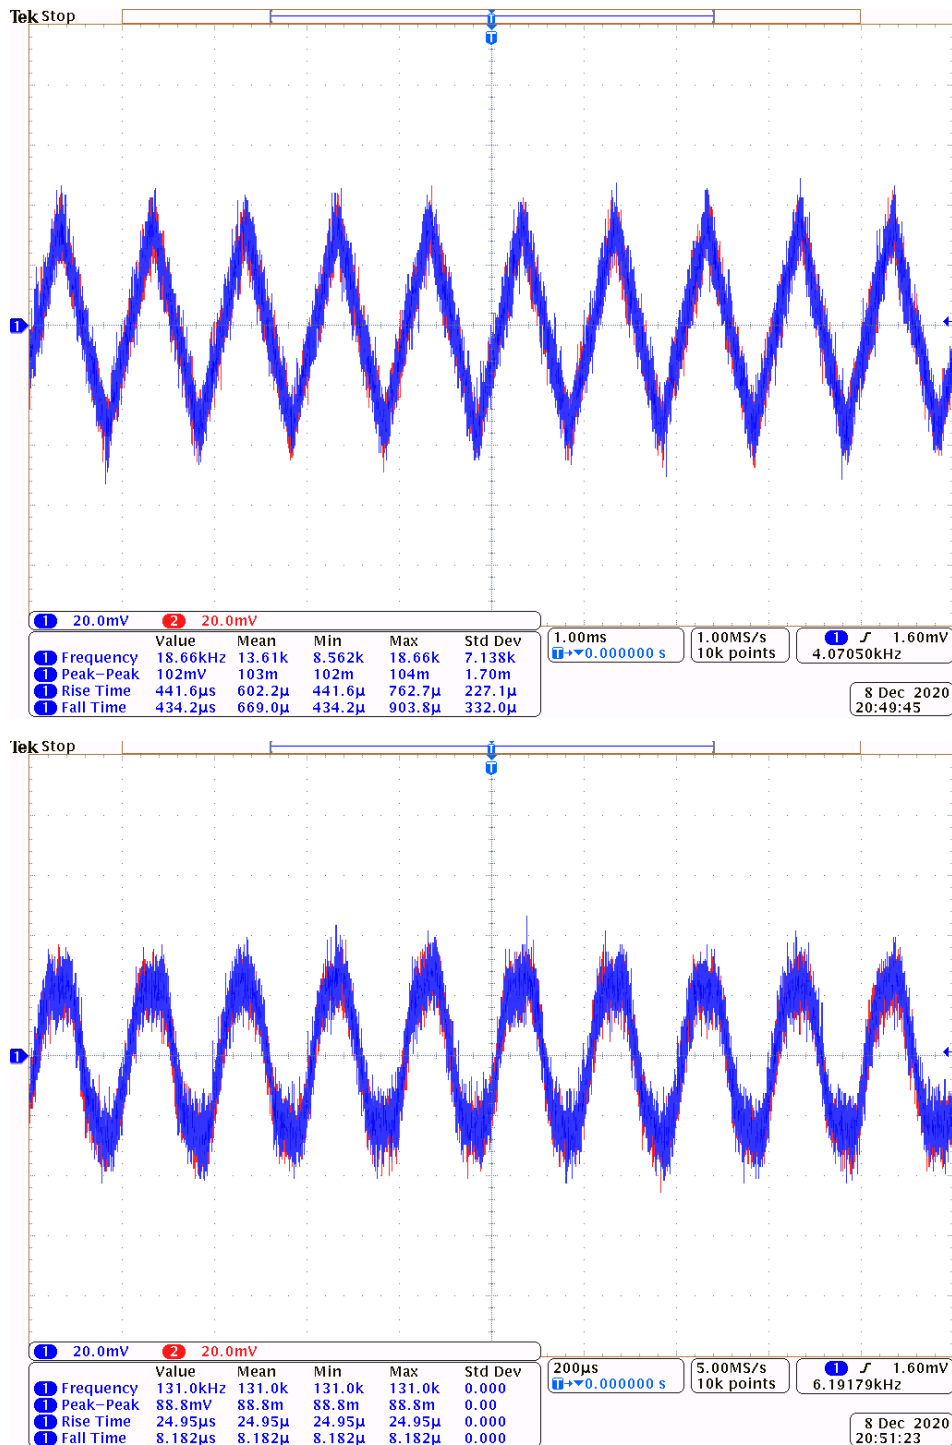 Tek Stop
T
T
1
1 20.0mV 2 20.0mV
Value Mean Min Max Std Dev
1 Frequency 18.66kHz 13.61k 8.562k 18.66k 7.138k
1 Peak-Peak 102mV 103m 102m 104m 1.70m
1 Rise Time 441.6µs 602.2µ 441.6µ 762.7µ 227.1µ
1 Fall Time 434.2µs 669.0µ 434.2µ 903.8µ 332.0µ
1.00ms
T→▼0.000000 s
1.00MS/s
10k points
1 ƒ 1.60mV
4.07050kHz
8 Dec 2020
20:49:45
Tek Stop
T
T
1
1 20.0mV 2 20.0mV
Value Mean Min Max Std Dev
1 Frequency 131.0kHz 131.0k 131.0k 131.0k 0.000
1 Peak-Peak 88.8mV 88.8m 88.8m 88.8m 0.00
1 Rise Time 24.95µs 24.95µ 24.95µ 24.95µ 0.000
1 Fall Time 8.182µs 8.182µ 8.182µ 8.182µ 0.000
200µs
T→▼0.000000 s
5.00MS/s
10k points
1 ƒ 1.60mV
6.19179kHz
8 Dec 2020
20:51:23